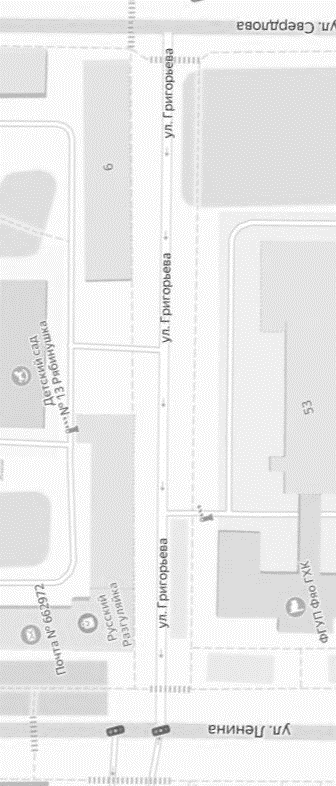 ул. Свердлова
ул. Григорьева
6
ул. Григорьева
Детский сад
№ 13 Рябинушка
53
ул. Григорьева
Русский
Разгуляйка
Почта № 662972
ФГУП Фяо ГХК
ул. Ленина